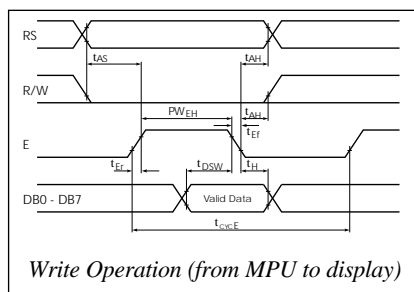 RS
tAS
tAH
R/W
PWEH
tAH
tEf
E
tEr
tDSW
tH
DB0 - DB7
Valid Data
tCYCE
Write Operation (from MPU to display)